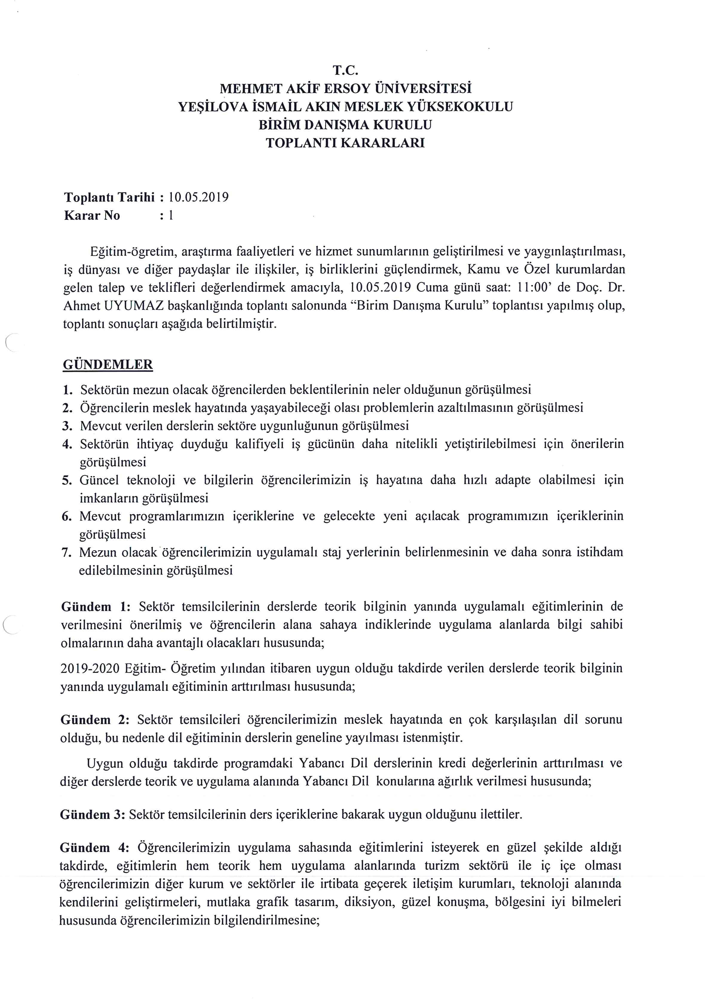 T.C.
MEHMET AKİF ERSOY ÜNİVERSİTESİ
YEŞİLOVA İSMAİL AKIN MESLEK YÜKSEKOKULU
BİRİM DANIŞMA KURULU
TOPLANTI KARARLARI
Toplantı Tarihi : 10.05.2019
Karar No : 1
Eğitim-ögretim, araştırma faaliyetleri ve hizmet sunumlarının geliştirilmesi ve yaygınlaştırılması,
iş dünyası ve diğer paydaşlar ile ilişkiler, iş birliklerini güçlendirmek, Kamu ve Özel kurumlardan
gelen talep ve teklifleri değerlendirmek amacıyla, 10.05.2019 Cuma günü saat: 11:00’ de Doç. Dr.
Ahmet UYUMAZ başkanlığında toplantı salonunda “Birim Danışma Kurulu” toplantısı yapılmış olup,
toplantı sonuçları aşağıda belirtilmiştir.
GÜNDEMLER
1. Sektörün mezun olacak öğrencilerden beklentilerinin neler olduğunun görüşülmesi
2. Öğrencilerin meslek hayatında yaşayabileceği olası problemlerin azaltılmasının görüşülmesi
3. Mevcut verilen derslerin sektöre uygunluğunun görüşülmesi
4. Sektörün ihtiyaç duyduğu kalifiyeli iş gücünün daha nitelikli yetiştirilebilmesi için önerilerin
görüşülmesi
5. Güncel teknoloji ve bilgilerin öğrencilerimizin iş hayatına daha hızlı adapte olabilmesi için
imkanların görüşülmesi
6. Mevcut programlarımızın içeriklerine ve gelecekte yeni açılacak programımızın içeriklerinin
görüşülmesi
7. Mezun olacak öğrencilerimizin uygulamalı staj yerlerinin belirlenmesinin ve daha sonra istihdam
edilebilmesinin görüşülmesi
Gündem 1: Sektör temsilcilerinin derslerde teorik bilginin yanında uygulamalı eğitimlerinin de
verilmesini önerilmiş ve öğrencilerin alana sahaya indiklerinde uygulama alanlarda bilgi sahibi
olmalarının daha avantajlı olacakları hususunda;
2019-2020 Eğitim- Öğretim yılından itibaren uygun olduğu takdirde verilen derslerde teorik bilginin
yanında uygulamalı eğitiminin arttırılması hususunda;
Gündem 2: Sektör temsilcileri öğrencilerimizin meslek hayatında en çok karşılaşılan dil sorunu
olduğu, bu nedenle dil eğitiminin derslerin geneline yayılması istenmiştir.
Uygun olduğu takdirde programdaki Yabancı Dil derslerinin kredi değerlerinin arttırılması ve
diğer derslerde teorik ve uygulama alanında Yabancı Dil konularına ağırlık verilmesi hususunda;
Gündem 3: Sektör temsilcilerinin ders içeriklerine bakarak uygun olduğunu ilettiler.
Gündem 4: Öğrencilerimizin uygulama sahasında eğitimlerini isteyerek en güzel şekilde aldığı
takdirde, eğitimlerin hem teorik hem uygulama alanlarında turizm sektörü ile iç içe olması
öğrencilerimizin diğer kurum ve sektörler ile irtibata geçerek iletişim kurumları, teknoloji alanında
kendilerini geliştirmeleri, mutlaka grafik tasarım, diksiyon, güzel konuşma, bölgesini iyi bilmeleri
hususunda öğrencilerimizin bilgilendirilmesine;